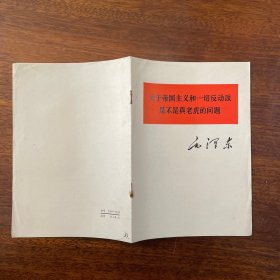 关于帝国主义和一切反动派
是不是真老虎的问题
毛泽东